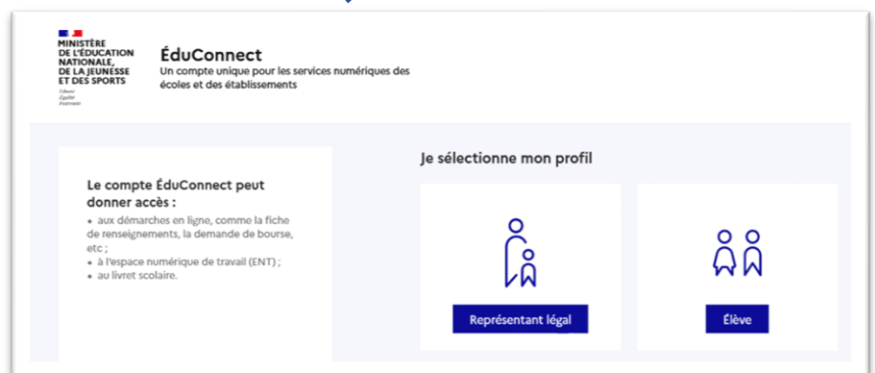 MINISTÈRE
DE L'ÉDUCATION
NATIONALE,
DE LA JEUNESSE
ET DES SPORTS
Liberté
Égalité
Fraternité
ÉduConnect
Un compte unique pour les services numériques des
écoles et des établissements
Le compte ÉduConnect peut
donner accès :
• aux démarches en ligne, comme la fiche
de renseignements, la demande de bourse,
etc ;
• à l'espace numérique de travail (ENT) ;
• au livret scolaire.
Je sélectionne mon profil
Représentant légal
Élève